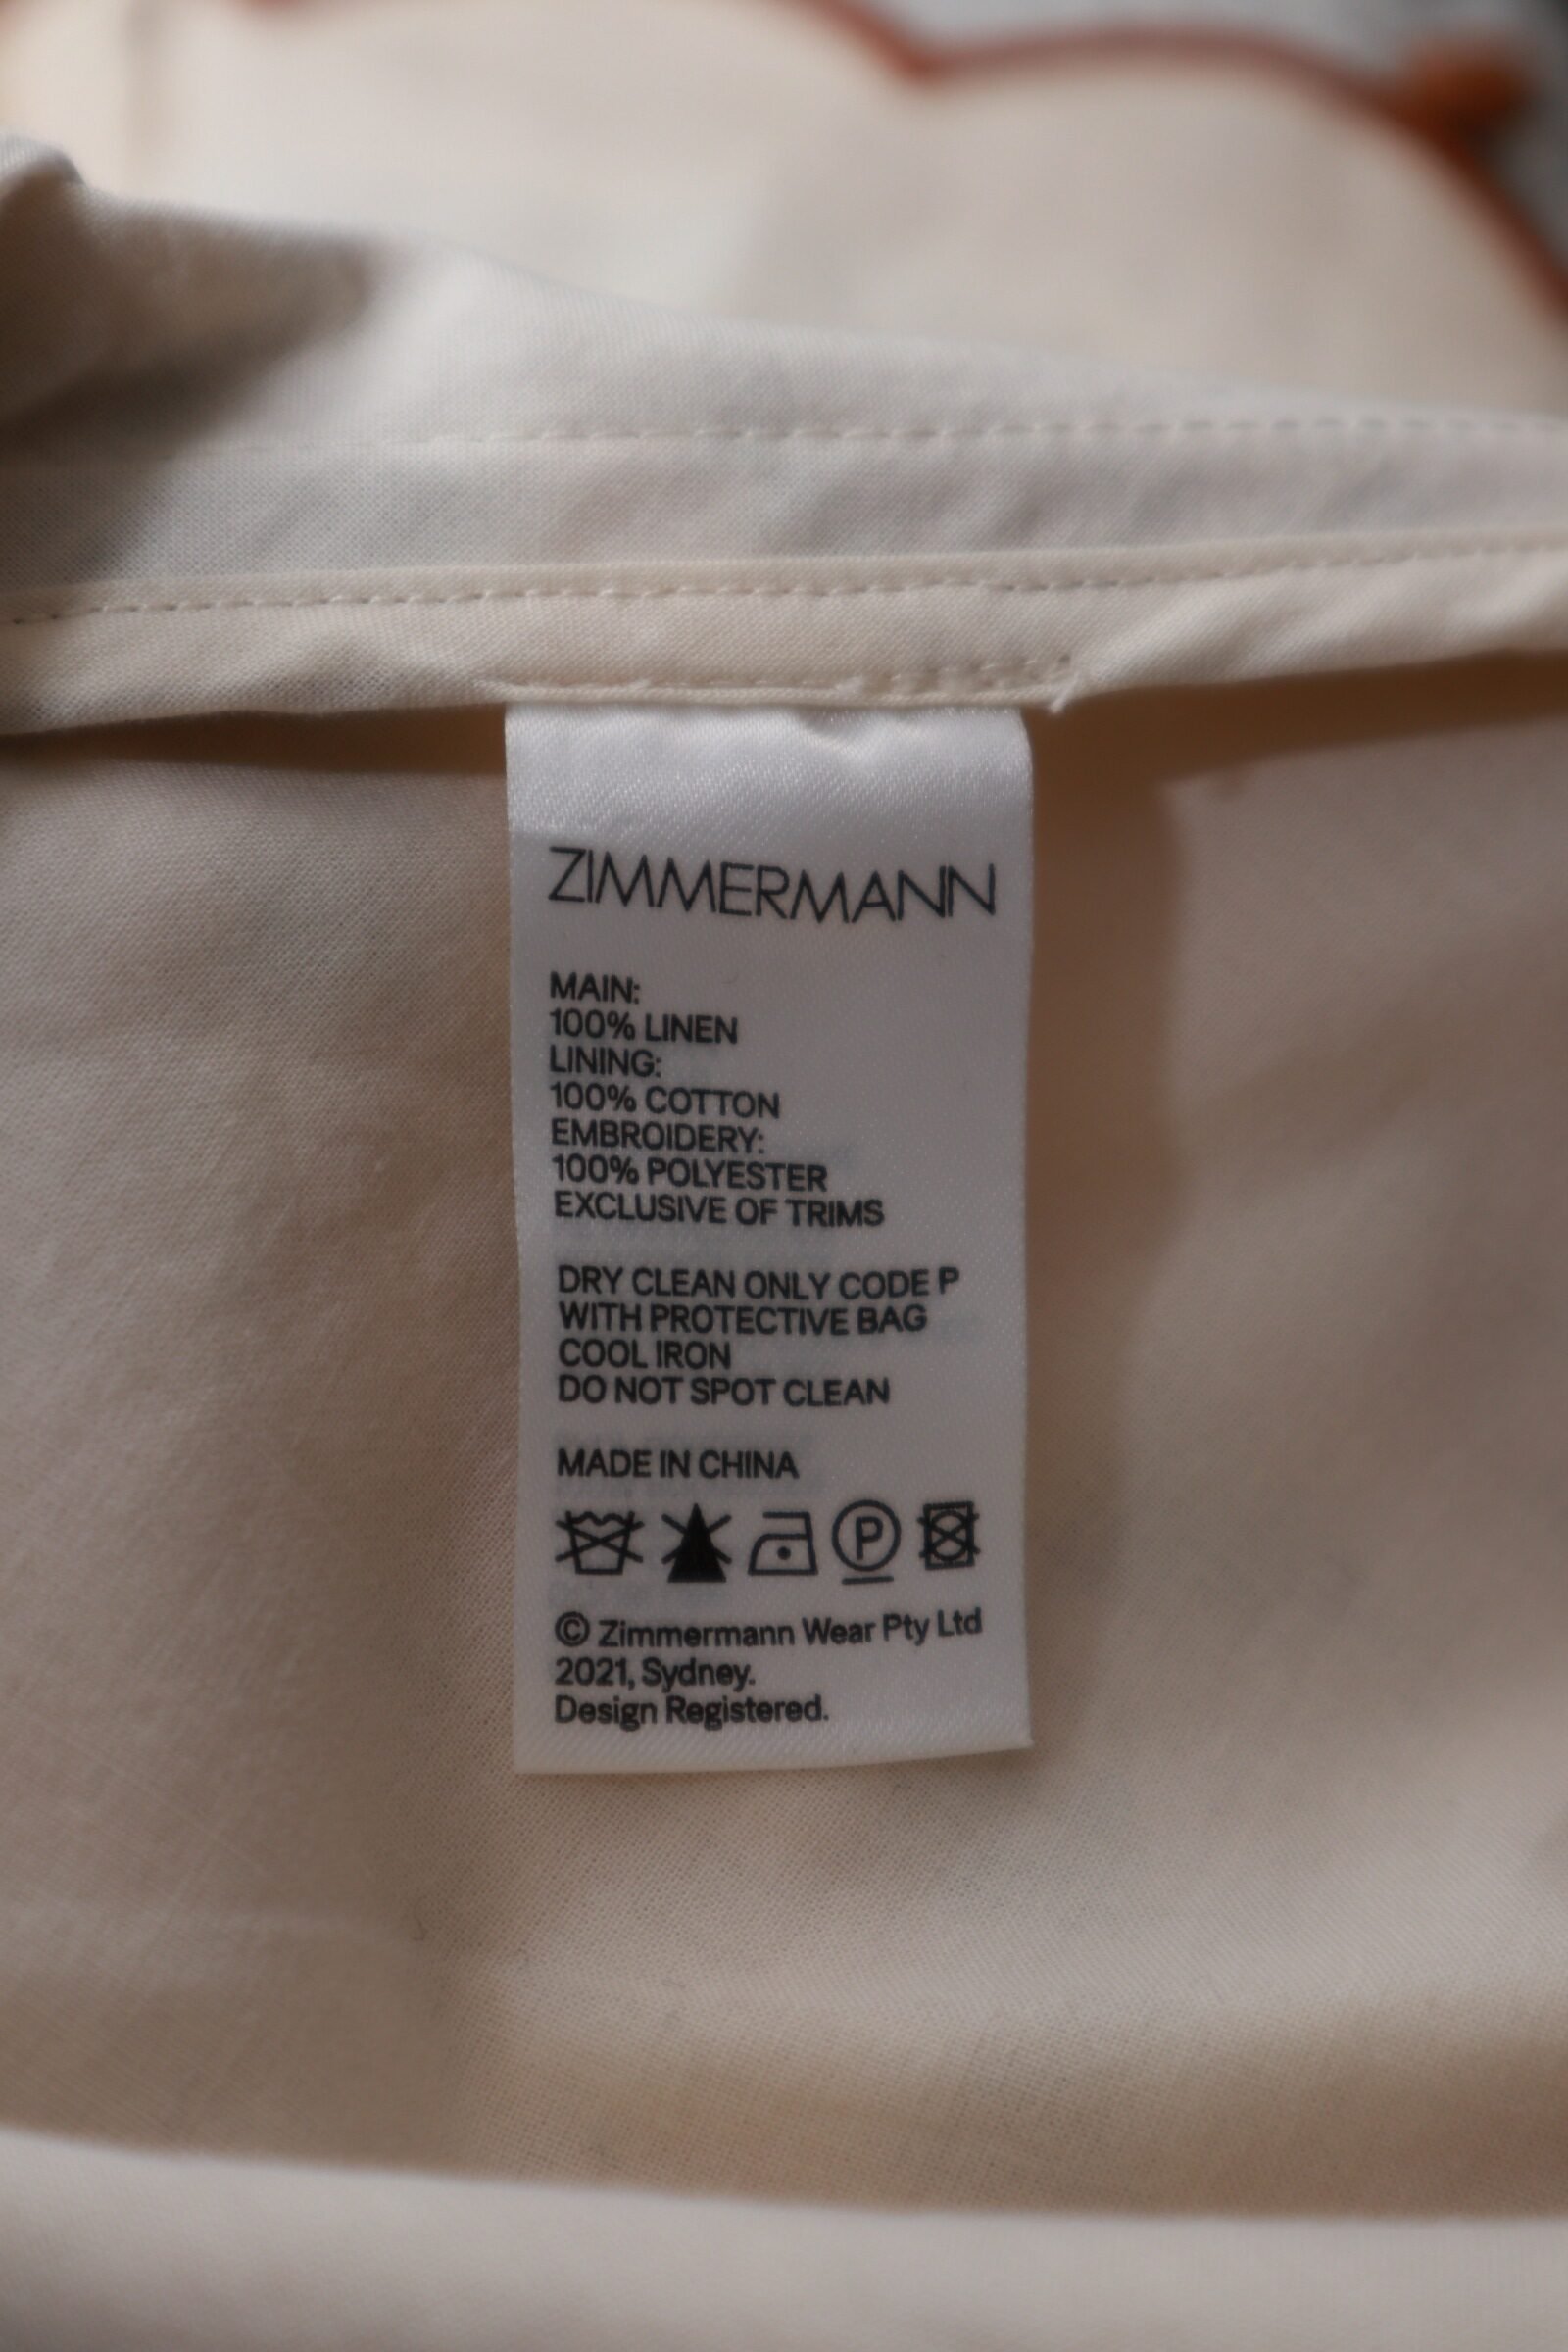 ZIMMERMANN
MAIN:
100% LINEN
LINING:
100% COTTON
EMBROIDERY:
100% POLYESTER
EXCLUSIVE OF TRIMS
DRY CLEAN ONLY CODE P
WITH PROTECTIVE BAG
COOL IRON
DO NOT SPOT CLEAN
MADE IN CHINA
P
© Zimmermann Wear Pty Ltd
2021, Sydney.
Design Registered.